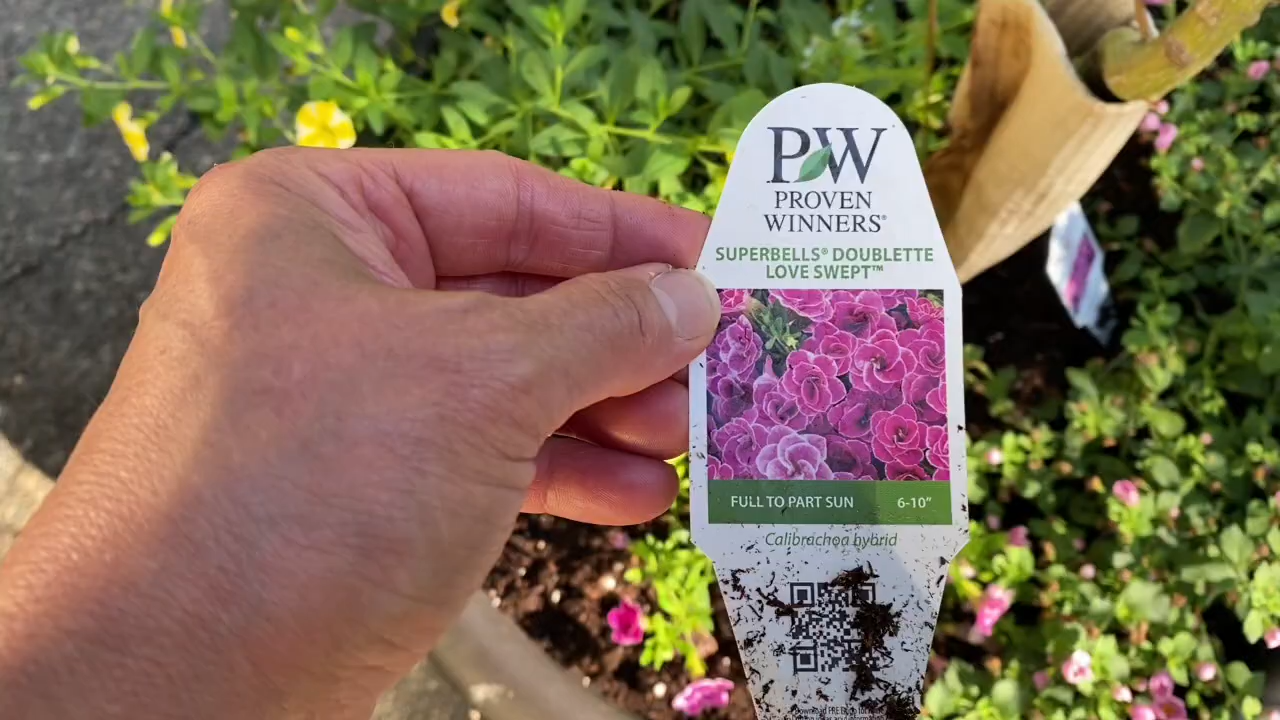 PW
PROVEN
WINNERS®
SUPERBELLS® DOUBLETTE
LOVE SWEPT™
FULL TO PART SUN 6-10"
Calibrachoa hybrid